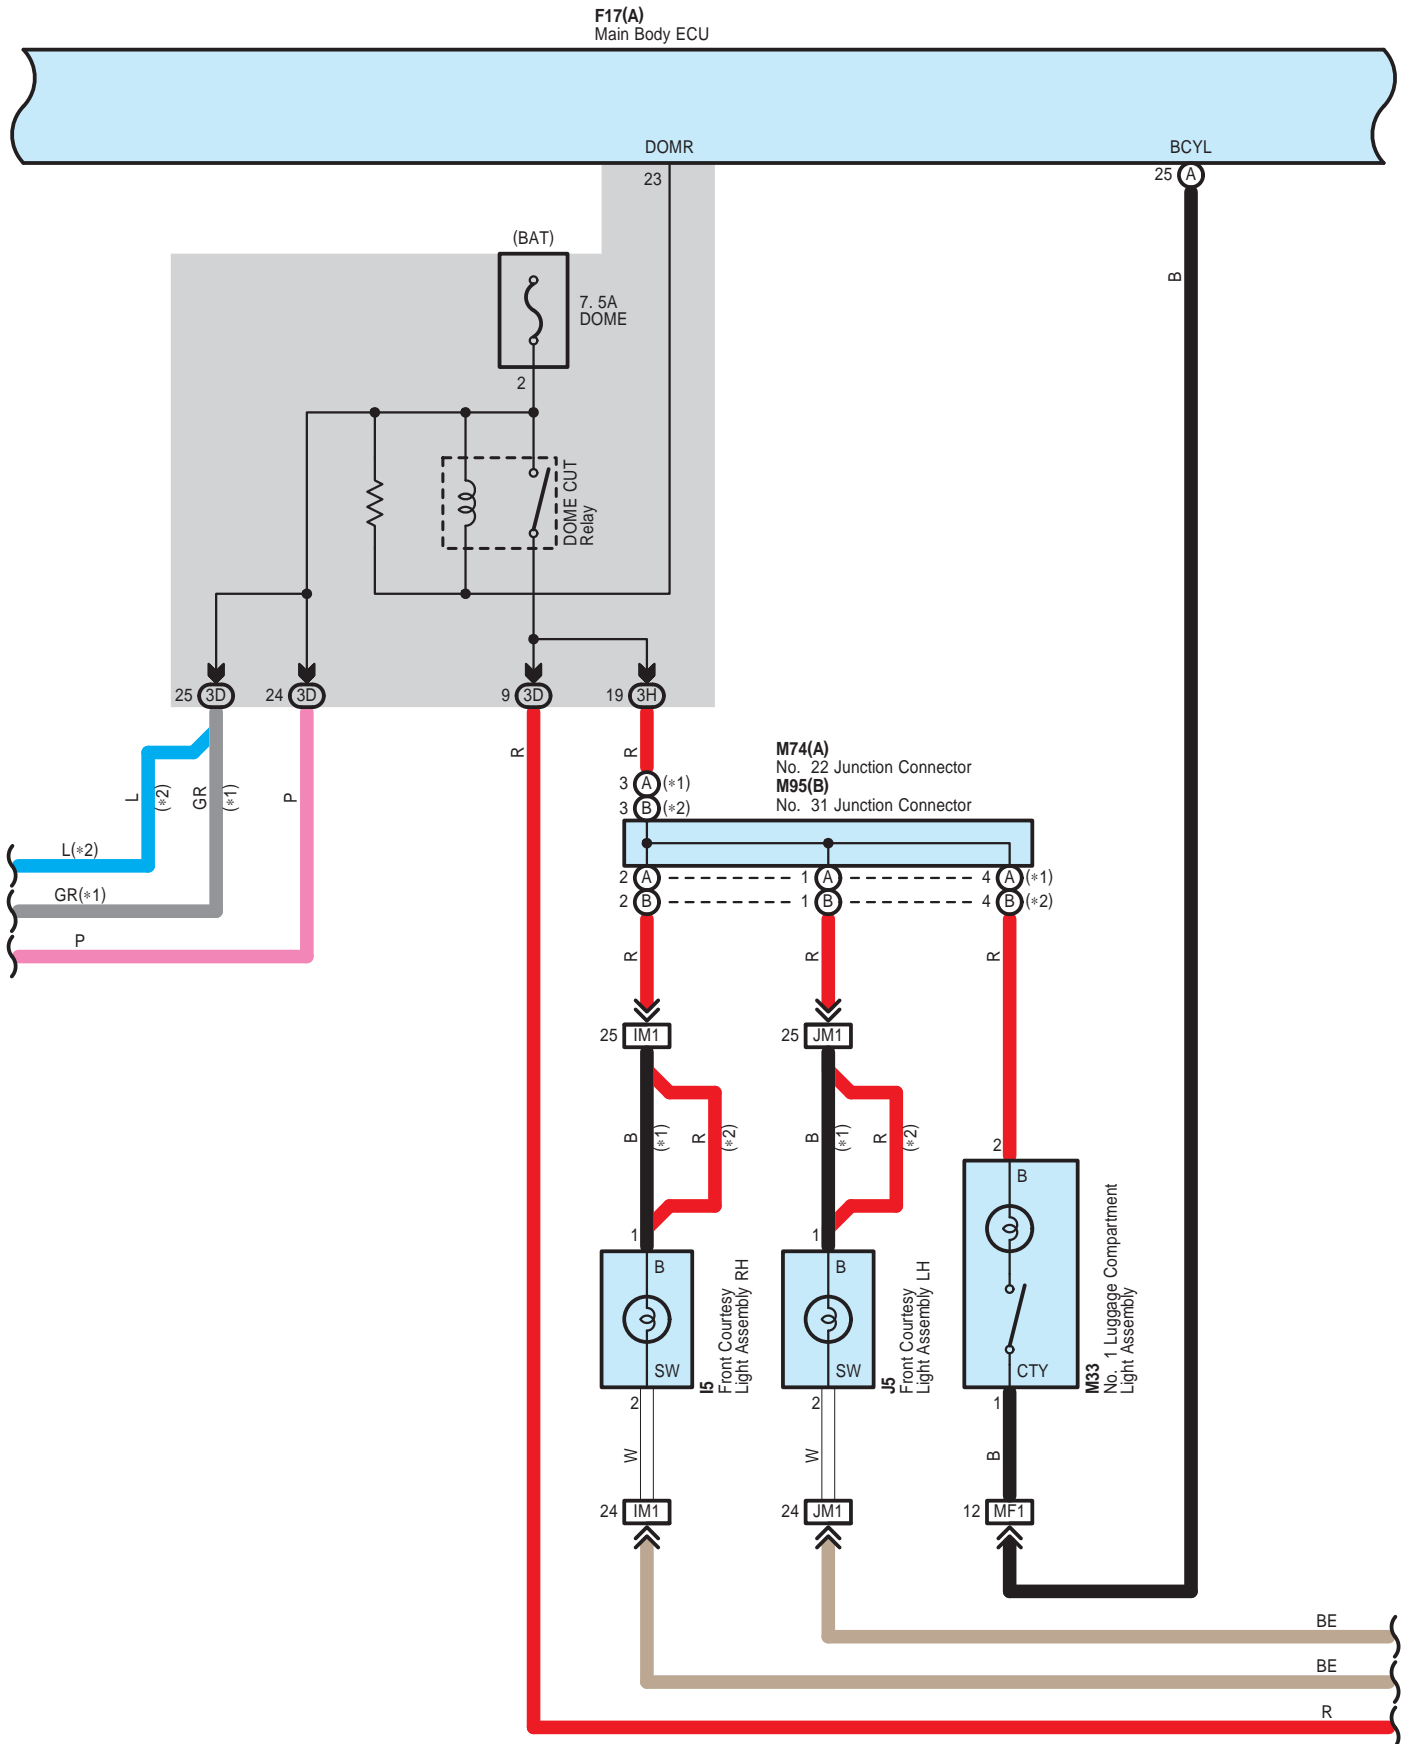 F17(A)
Main Body ECU
DOMR
BCYL
23
25 A
(BAT)
7. 5A
DOME
2
B
DOME CUT
Relay
25 3D
24 3D
9 3D
19 3H
L
(*2)
GR
(*1)
P
R
R
M74(A)
No. 22 Junction Connector
M95(B)
No. 31 Junction Connector
3 A (*1)
3 B (*2)
L(*2)
GR(*1)
P
2 A
1 A
4 A (*1)
2 B
1 B
4 B (*2)
R
R
R
25 IM1
25 JM1
B
(*1)
R
(*2)
B
(*1)
R
(*2)
2
B
1
B
1
B
SW
SW
CTY
I5
Front Courtesy
Light Assembly RH
J5
Front Courtesy
Light Assembly LH
M33
No. 1 Luggage Compartment
Light Assembly
2
2
1
W
W
B
24 IM1
24 JM1
12 MF1
BE
BE
R